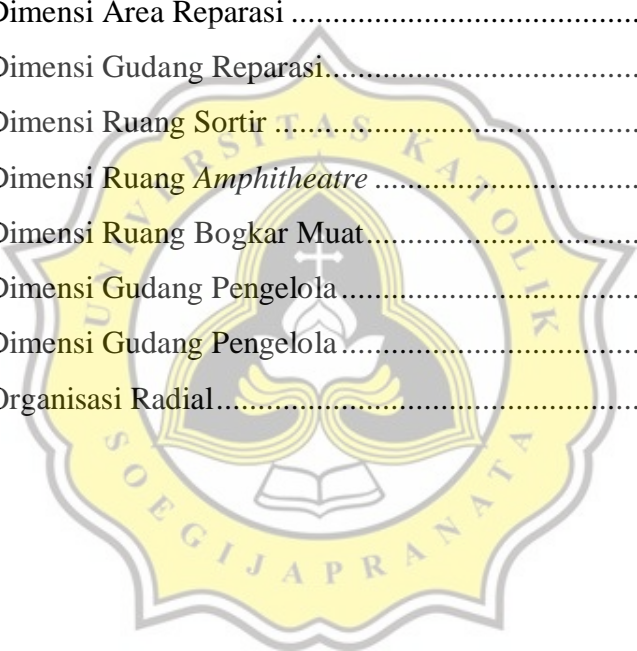 Dimensi Area Reparasi ........................................
Dimensi Gudang Reparasi....................................
Dimensi Ruang Sortir ..........................................
Dimensi Ruang Amphitheatre ..............................
Dimensi Ruang Bogkar Muat...............................
Dimensi Gudang Pengelola ..................................
Dimensi Gudang Pengelola ..................................
Organisasi Radial.................................................
UNIVERSITAS KATOLIK
SOEGIJAPRANATA